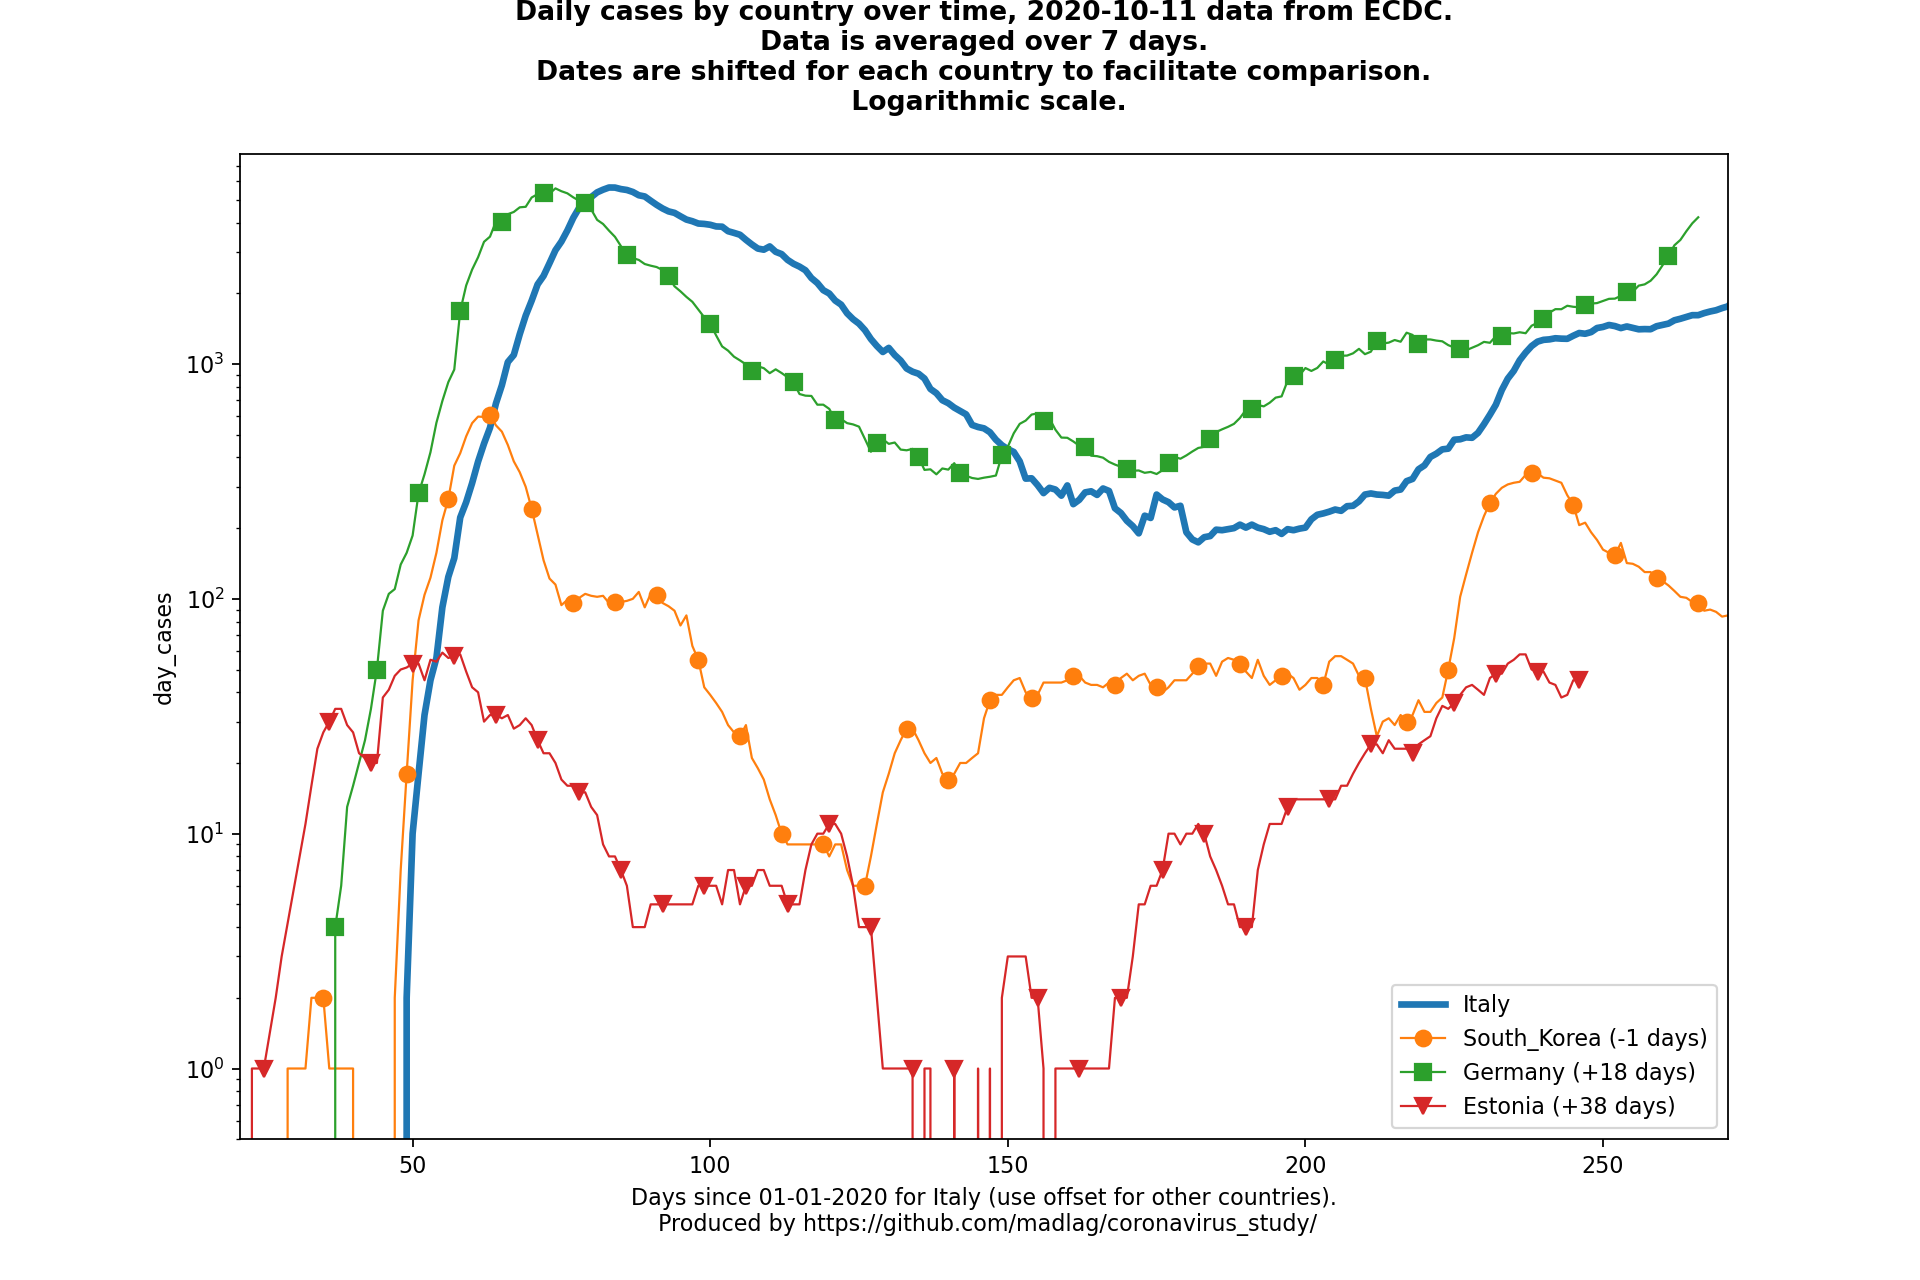 Daily cases by country over time, 2020-10-11 data from ECDC.
Data is averaged over 7 days.
Dates are shifted for each country to facilitate comparison.
Logarithmic scale.
day_cases
10³
10²
10¹
10⁰
50 100 150 200 250
Italy
South_Korea (-1 days)
Germany (+18 days)
Estonia (+38 days)
Days since 01-01-2020 for Italy (use offset for other countries).
Produced by https://github.com/madlag/coronavirus_study/